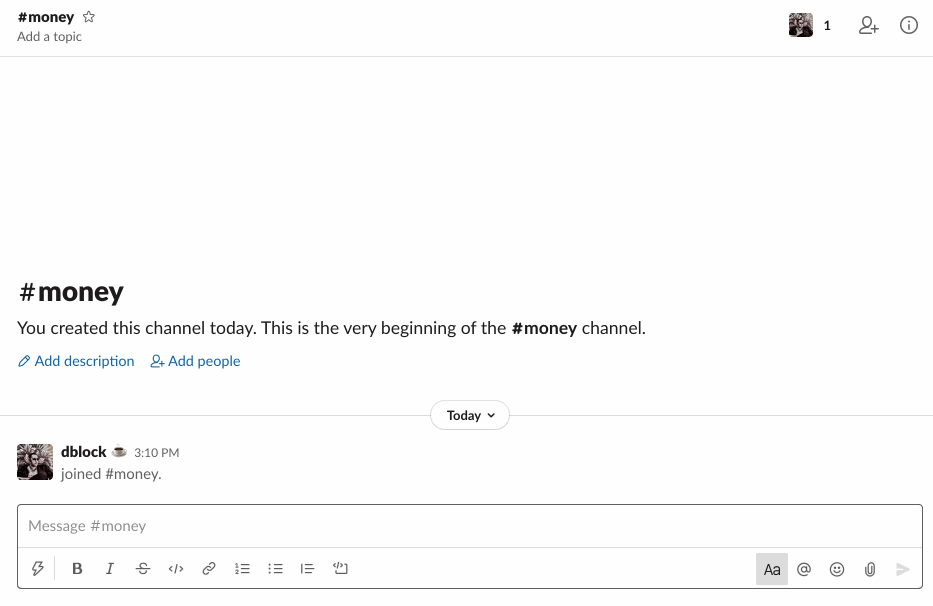 #money
Add a topic
1
#money
You created this channel today. This is the very beginning of the #money channel.
Add description Add people
Today
dblock 3:10 PM
joined #money.
Message #money
B I S </> Aa @